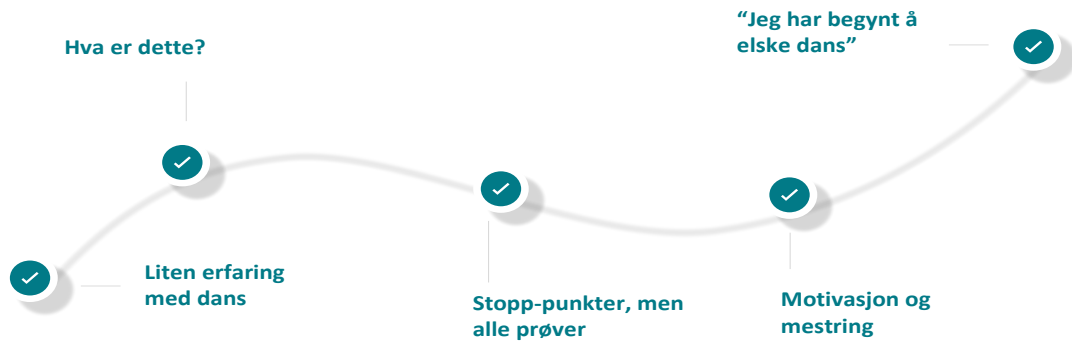 Hva er dette?
Liten erfaring
med dans
Stopp-punkter, men
alle prøver
Motivasjon og
mestring
“Jeg har begynt å
elske dans”